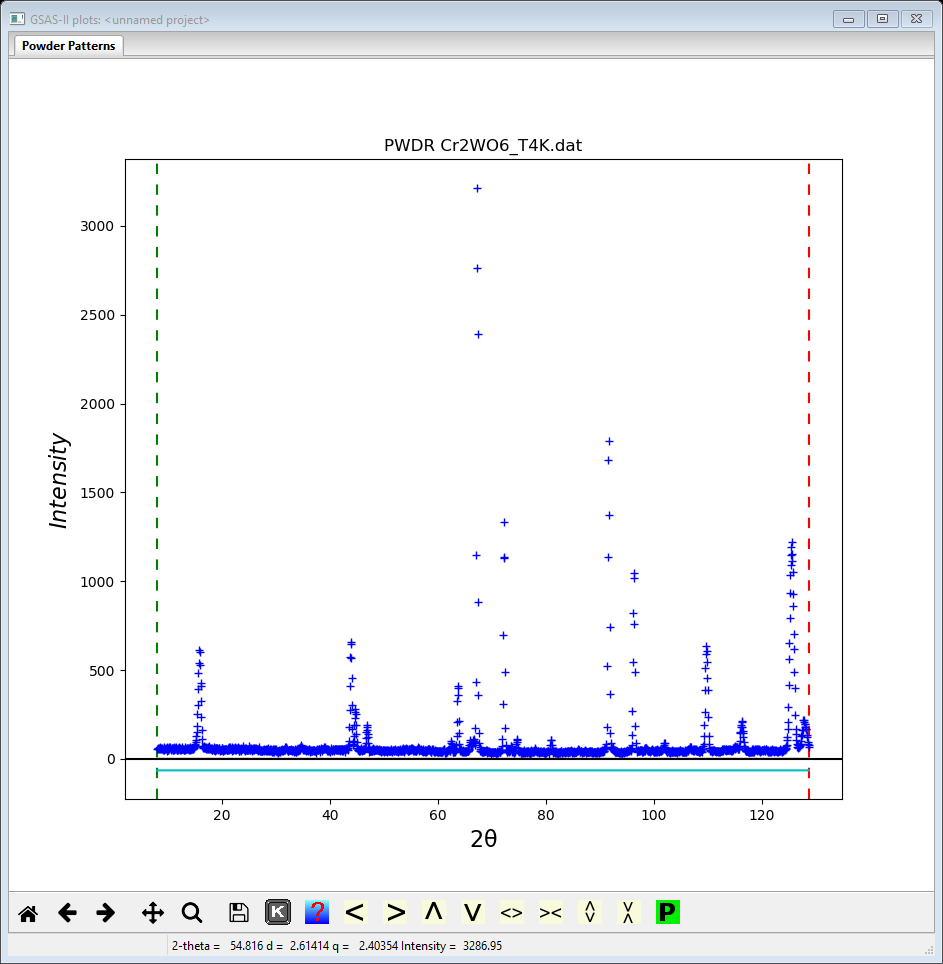 GSAS-II plots: <unnamed project>
Powder Patterns
PWDR Cr2WO6_T4K.dat
3000
2500
2000
1500
1000
500
0
Intensity
20 40 60 80 100 120
2θ
K ? < > Λ V <> >< P
2-theta = 54.816 d = 2.61414 q = 2.40354 Intensity = 3286.95